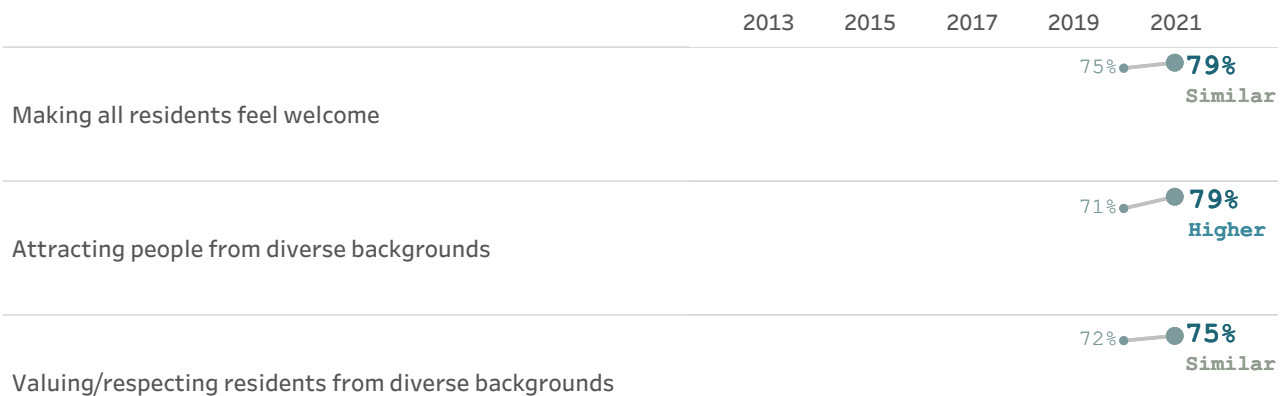 2013 2015 2017 2019 2021
75% 79%
Similar
Making all residents feel welcome
71% 79%
Higher
Attracting people from diverse backgrounds
72% 75%
Similar
Valuing/respecting residents from diverse backgrounds